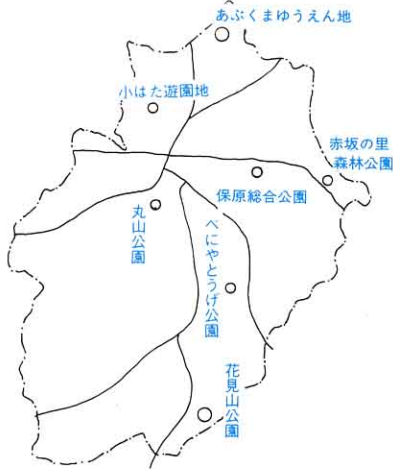 あぶくまゆうえん地
小はた遊園地
赤坂の里
森林公園
保原総合公園
丸山公園
べにやとうげ公園
花見山公園